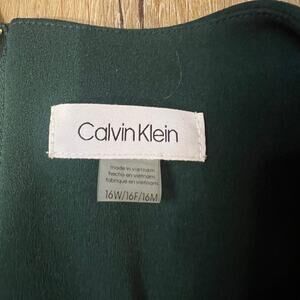 Calvin Klein
made in vietnam
hecho en vietnam
fabriqué en vietnam
16W/16F/16M